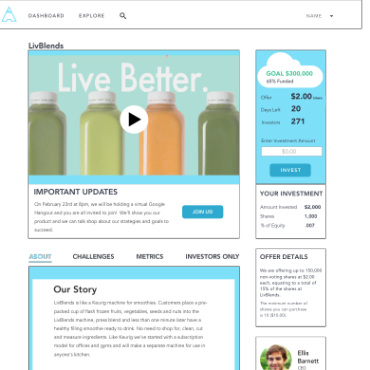 DASHBOARD EXPLORE NAME
LivBlends
Live Better.
GOAL $300,000
60% Funded
Offer $2.00
Days Left 20
Investors 271
Enter Investment Amount
$0.00
INVEST
IMPORTANT UPDATES
On February 23rd at 8pm, we will be holding a virtual Google
Hangout and you are all invited to join! We'll show you our
product and we can talk shop about our strategies and goals to
succeed.
JOIN US!
YOUR INVESTMENT
Amount Invested $2,000
Shares 1,000
% of Equity .007
ABOUT CHALLENGES METRICS INVESTORS ONLY
Our Story
LivBlends is like a Keurig machine for smoothies. Customers place a pre-
packed cup of flash frozen fruits, vegetables, seeds and nuts into the
LivBlends machine, press blend and less than one minute later have a
healthy filling smoothie ready to drink. No need to shop for, clean, cut
and measure ingredients. Like Keurig we've started with a subscription
model for offices and gyms and will make a separate machine for use in
anyone's kitchen.
OFFER DETAILS
We are offering up to 150,000
non-voting shares at $2.00
each, equating to a total of
15% of the shares at
LivBlends.
The minimum number of
shares you can purchase
is 10 ($15.00).
Ellie
Barnett
CEO